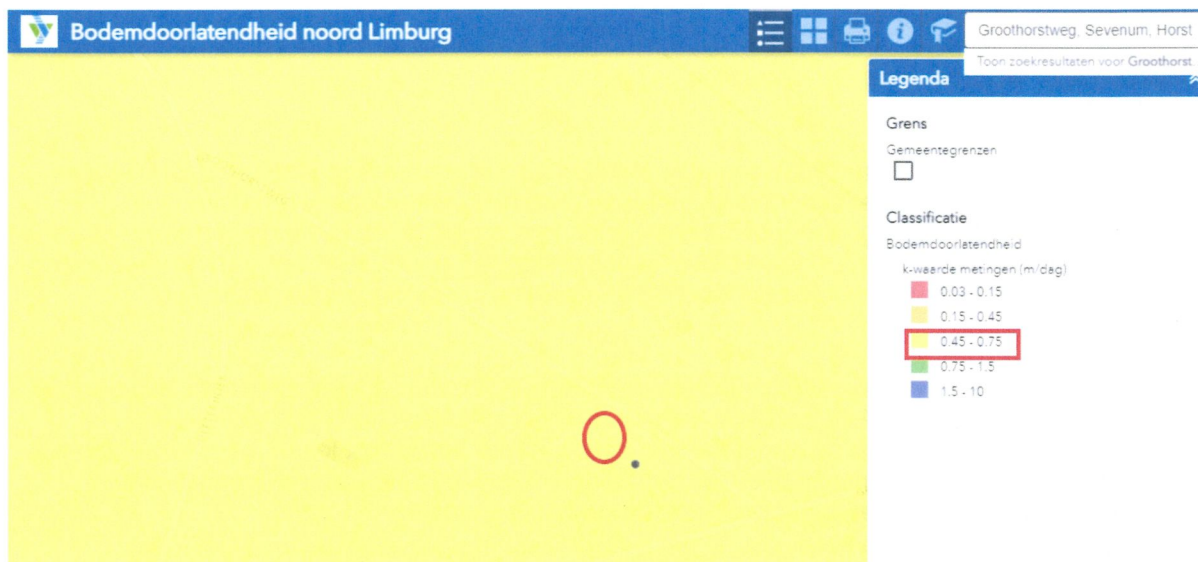 Bodemdoorlatendheid noord Limburg
Groothorstweg, Sevenum, Horst
Toon zoekresultaten voor Groothorst.
Legenda
Grens
Gemeentegrenzen
Classificatie
Bodemdoorlatendheid
k-waarde metingen (m/dag)
0.03 - 0.15
0.15 - 0.45
0.45 - 0.75
0.75 - 1.5
1.5 - 10